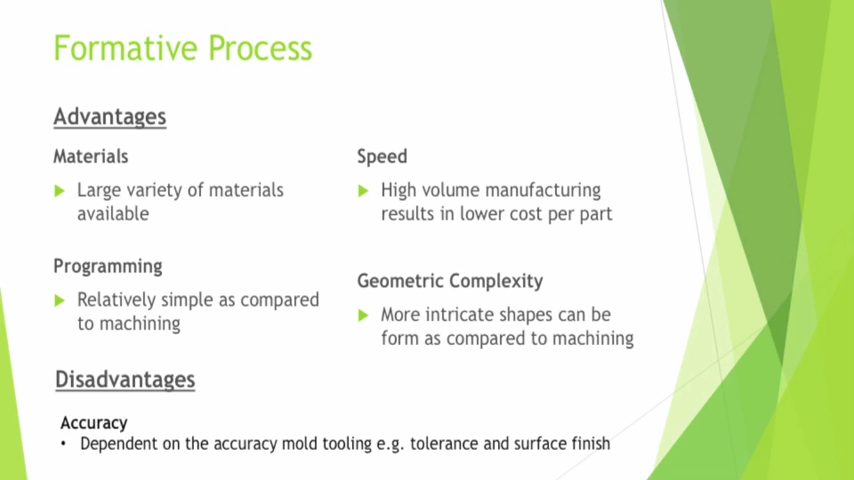 Formative Process
Advantages
Materials
▶ Large variety of materials
available
Programming
▶ Relatively simple as compared
to machining
Speed
▶ High volume manufacturing
results in lower cost per part
Geometric Complexity
▶ More intricate shapes can be
form as compared to machining
Disadvantages
Accuracy
• Dependent on the accuracy mold tooling e.g. tolerance and surface finish